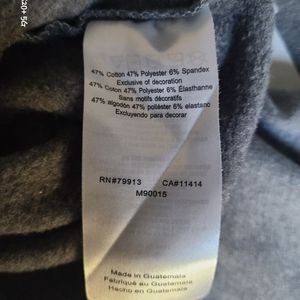 47% Cotton 47% Polyester 6% Spandex
Exclusive of decoration
47% Coton 47% Polyester 6% Élasthanne
Sans motifs décoratifs
47% algodón 47% poliéster 6% elastano
Excluyendo para decorar
RN#79913 CA#11414
M90015
Made in Guatemala
Fabriqué au Guatemala
Hecho en Guatemala